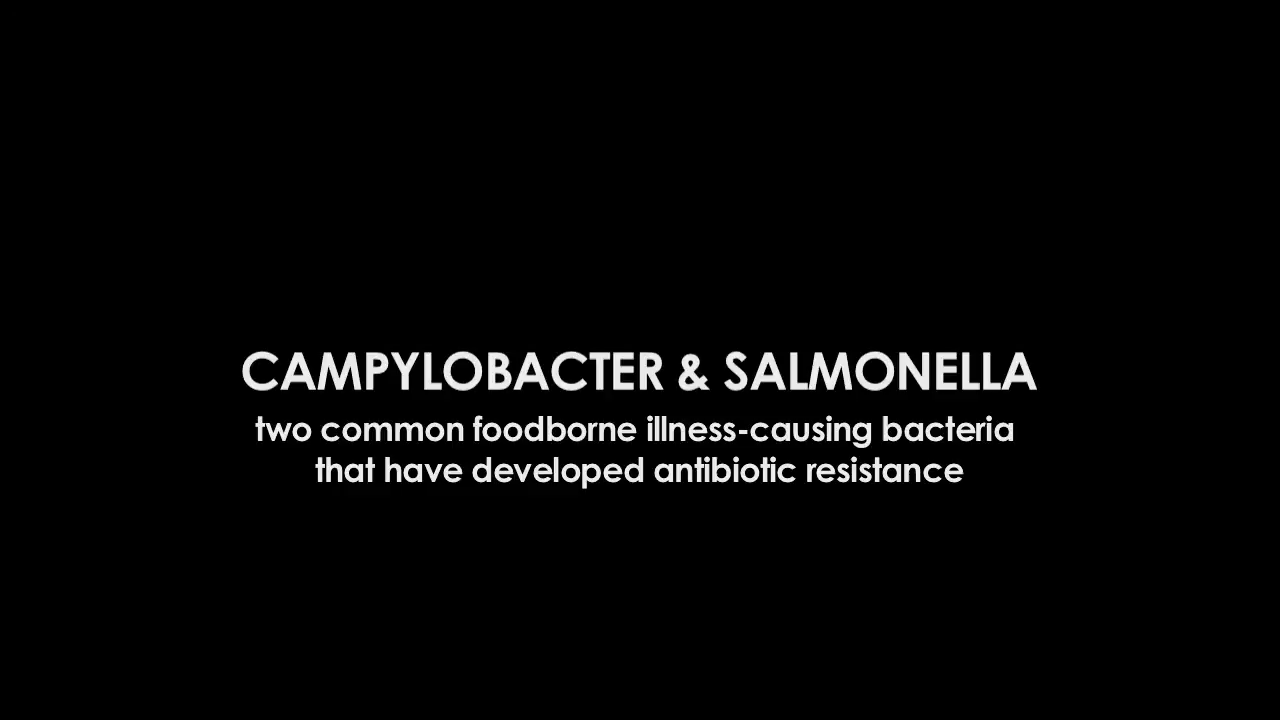 CAMPYLOBACTER & SALMONELLA
two common foodborne illness-causing bacteria
that have developed antibiotic resistance